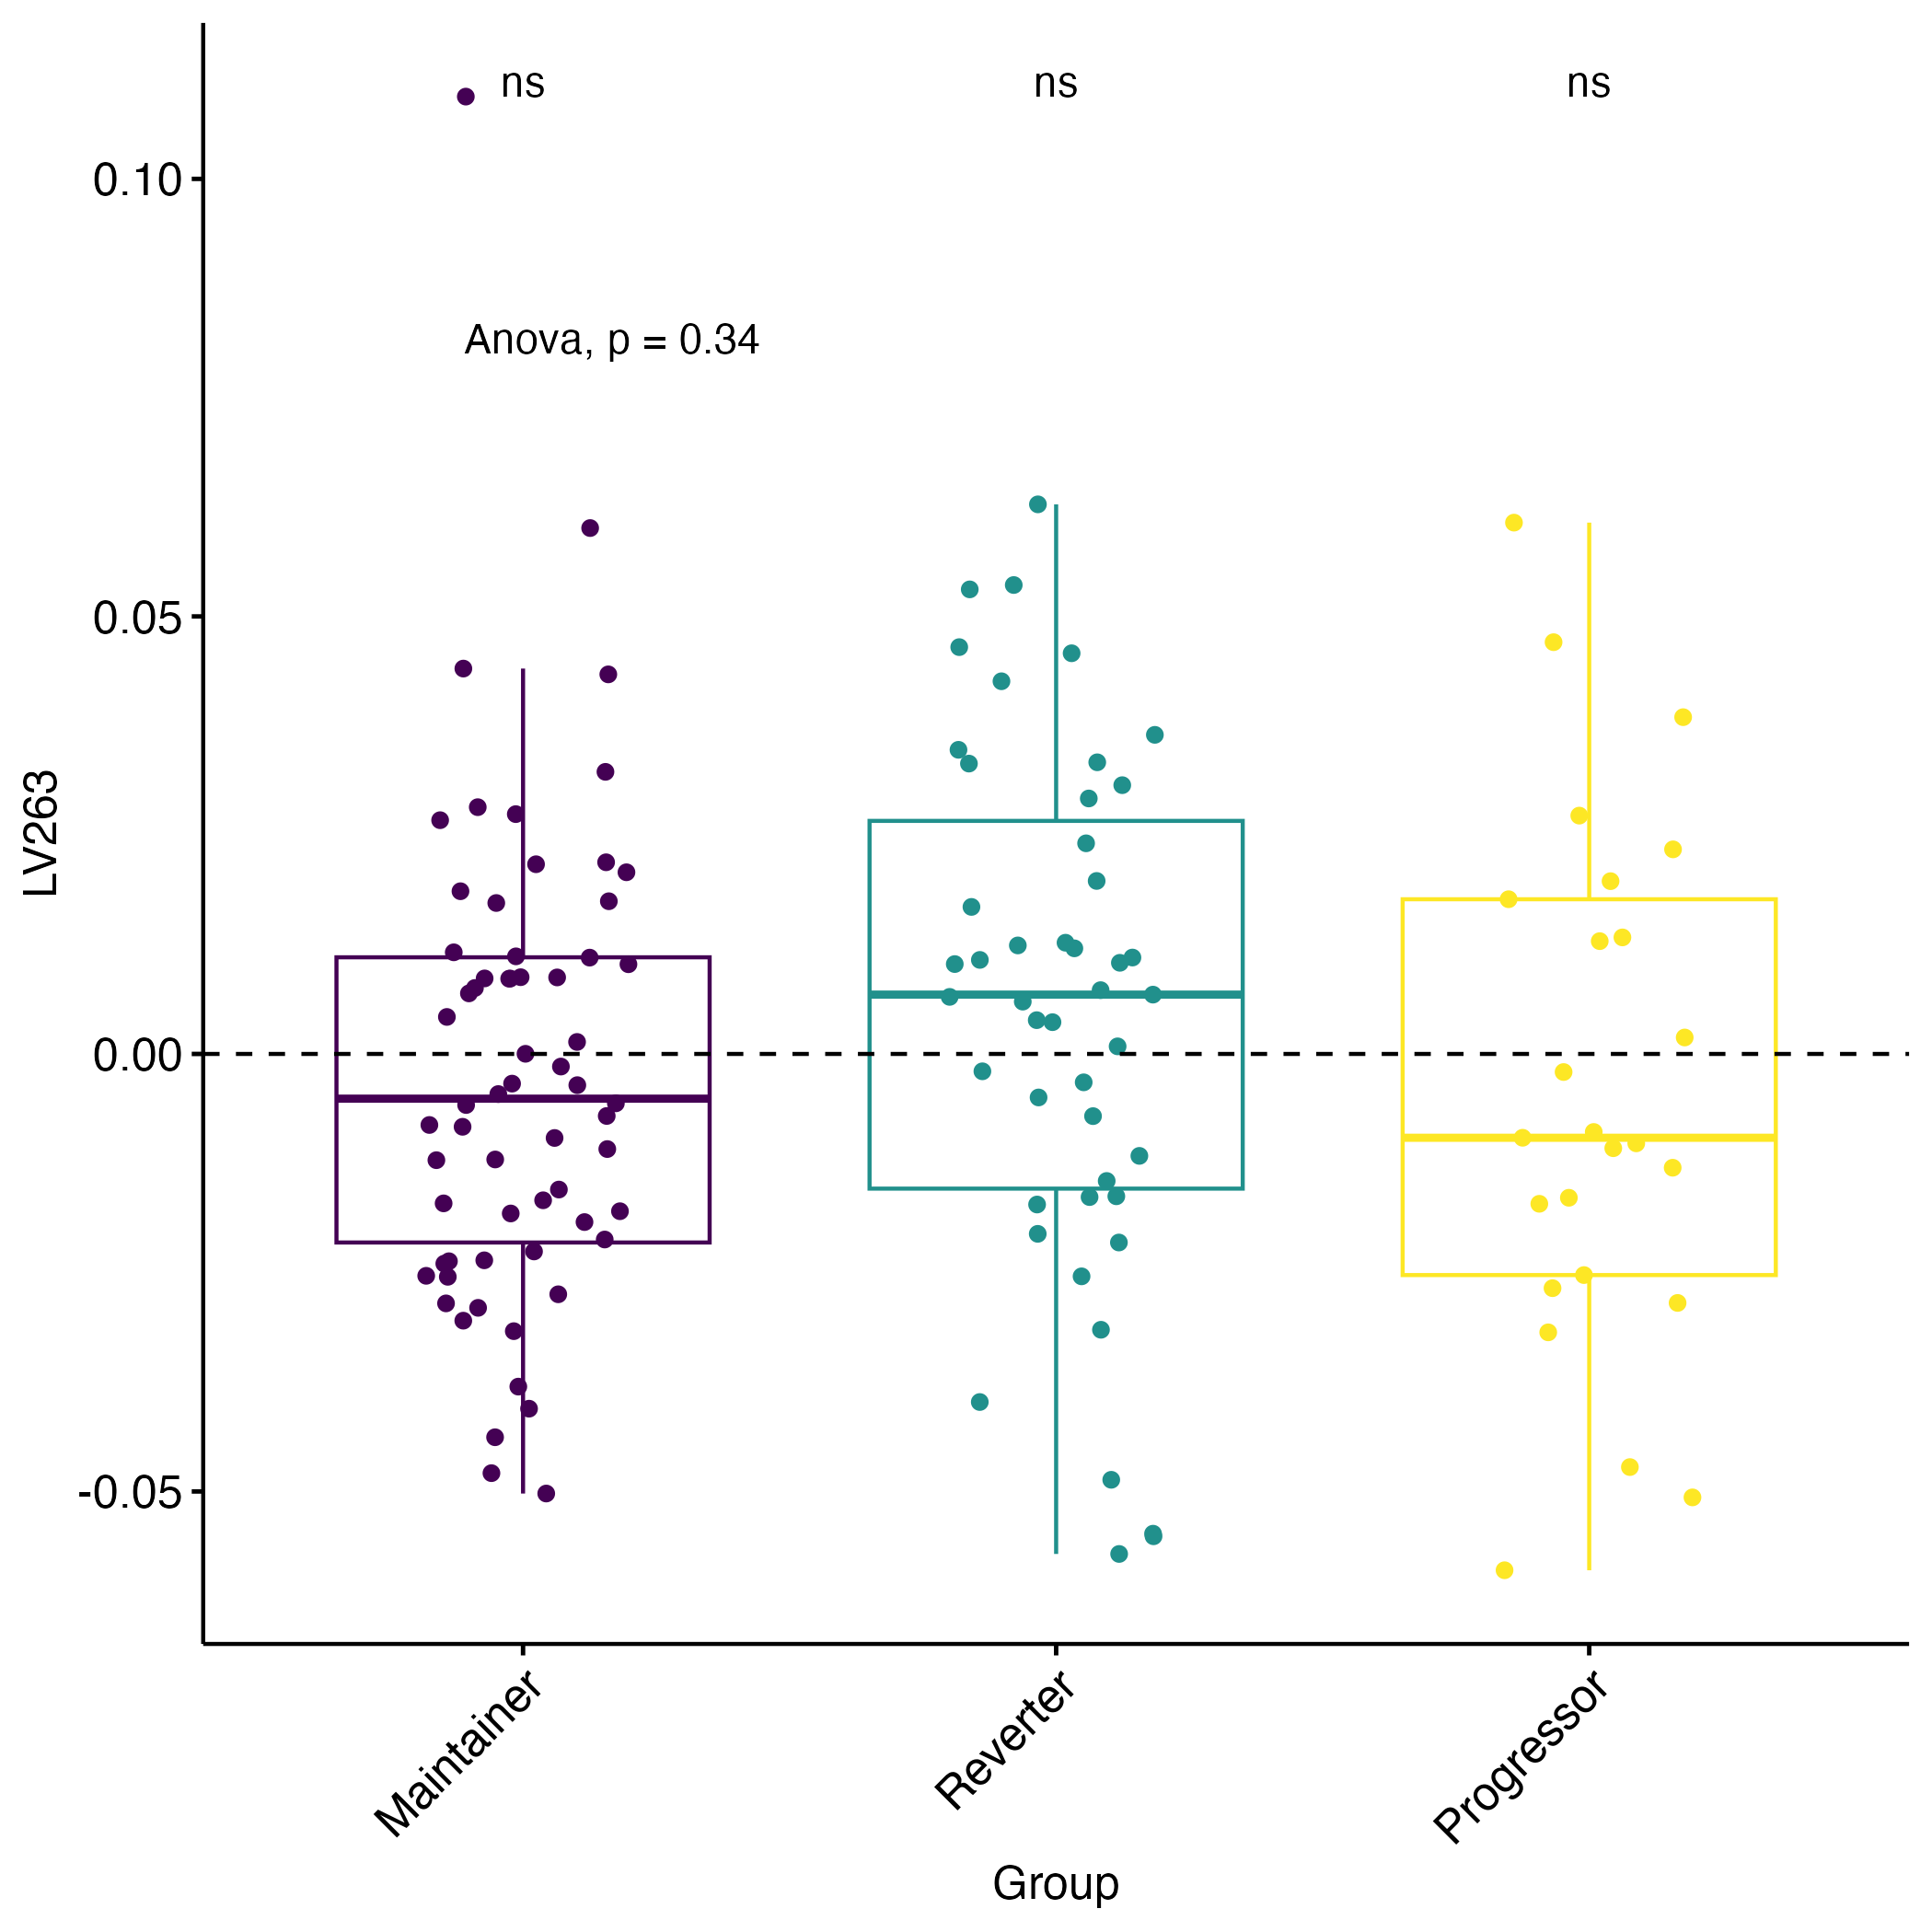 ns ns ns
0.10
Anova, p = 0.34
0.05
LV263
0.00
-0.05
Maintainer Reverter Progressor
Group